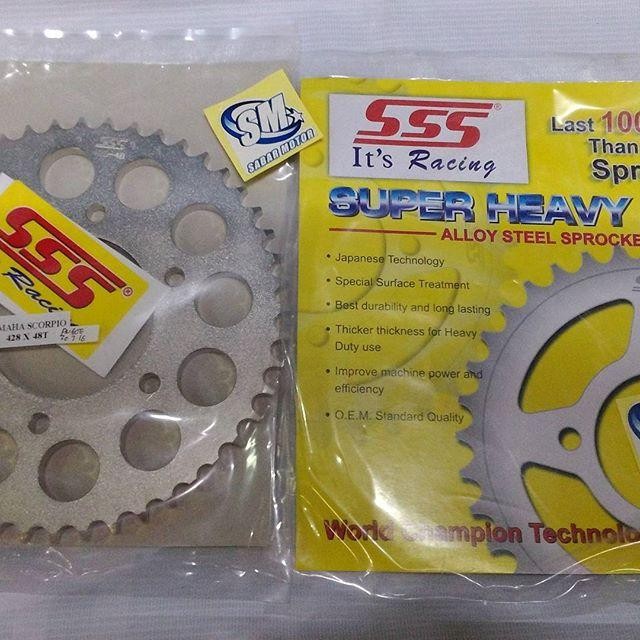 SM
SABAR MOTOR
SSS
Racing
MAHA SCORPIO
428 X 48T
SSS
It's Racing
Last 100
Than
Spr
SUPER HEAVY
ALLOY STEEL SPROCKE
• Japanese Technology
• Special Surface Treatment
• Best durability and long lasting
• Thicker thickness for Heavy
Duty use
• Improve machine power and
efficiency
• O.E.M. Standard Quality
World Champion Technolo